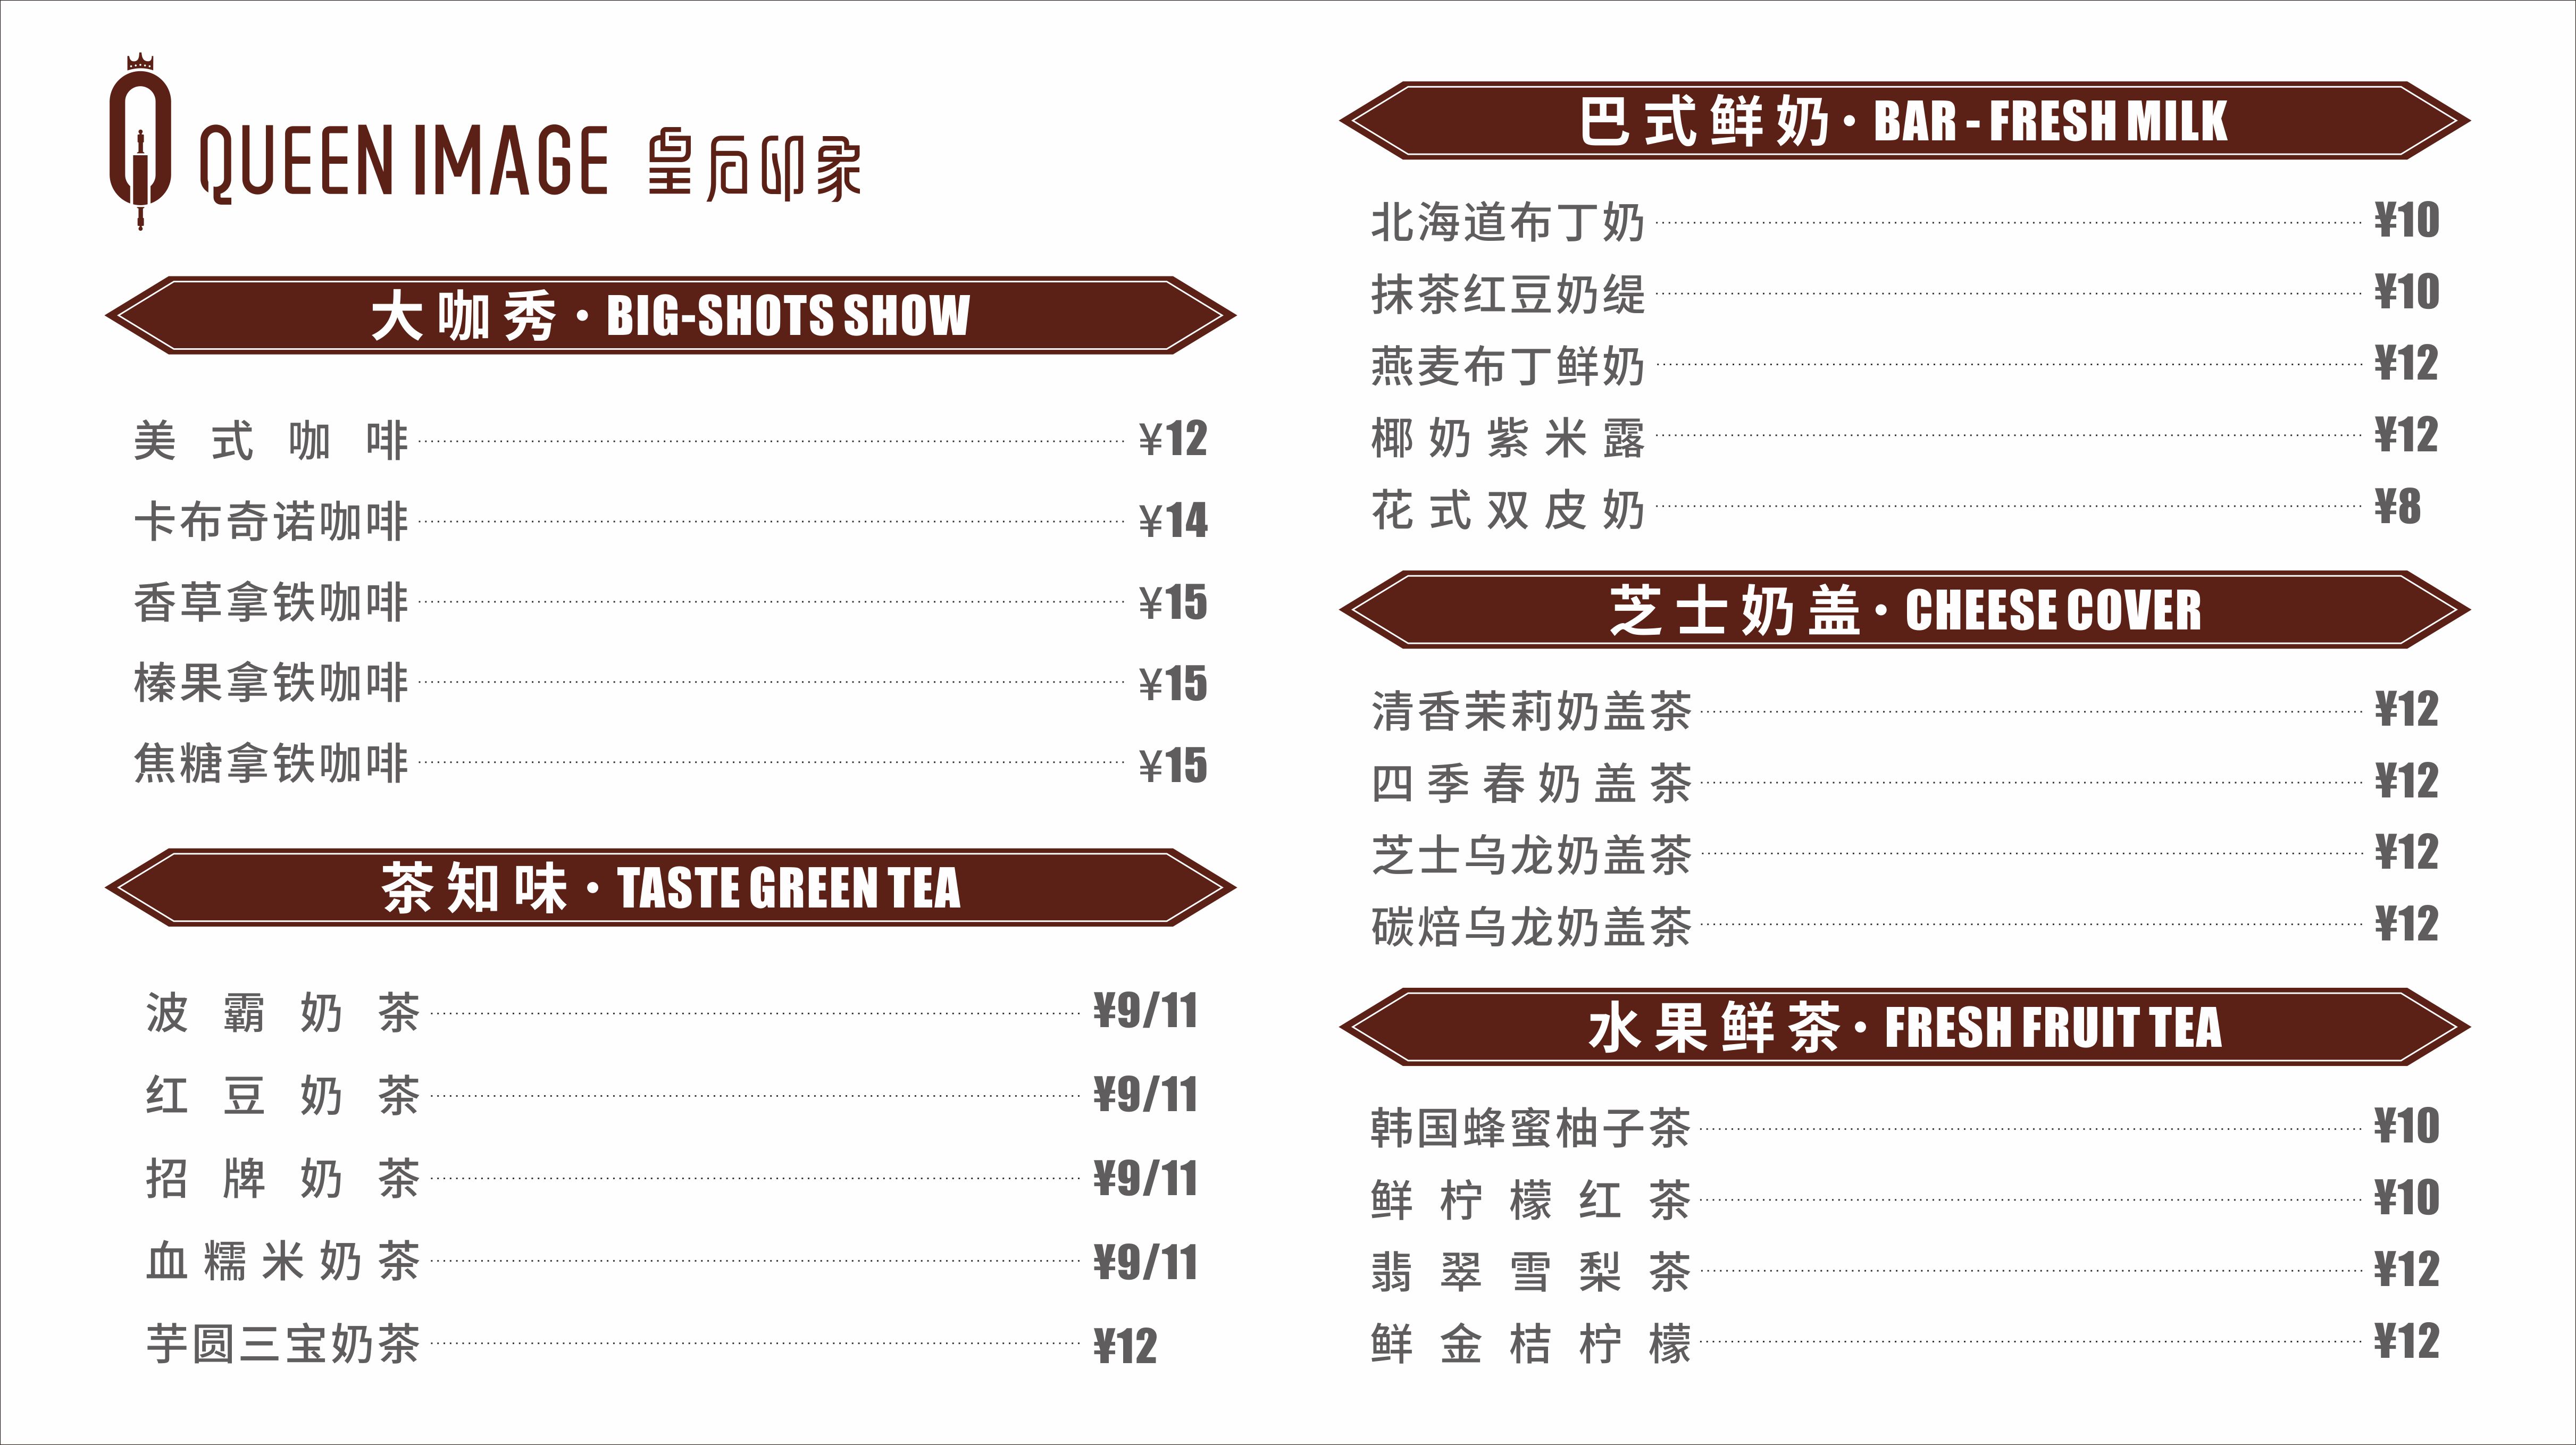 QUEEN IMAGE 皇后印象
大咖秀·BIG-SHOTS SHOW
美式咖啡 ¥12
卡布奇诺咖啡 ¥14
香草拿铁咖啡 ¥15
榛果拿铁咖啡 ¥15
焦糖拿铁咖啡 ¥15
茶知味·TASTE GREEN TEA
波霸奶茶 ¥9/11
红豆奶茶 ¥9/11
招牌奶茶 ¥9/11
血糯米奶茶 ¥9/11
芋圆三宝奶茶 ¥12
巴式鲜奶·BAR - FRESH MILK
北海道布丁奶 ¥10
抹茶红豆奶缇 ¥10
燕麦布丁鲜奶 ¥12
椰奶紫米露 ¥12
花式双皮奶 ¥8
芝士奶盖·CHEESE COVER
清香茉莉奶盖茶 ¥12
四季春奶盖茶 ¥12
芝士乌龙奶盖茶 ¥12
碳焙乌龙奶盖茶 ¥12
水果鲜茶·FRESH FRUIT TEA
韩国蜂蜜柚子茶 ¥10
鲜柠檬红茶 ¥10
翡翠雪梨茶 ¥12
鲜金桔柠檬 ¥12